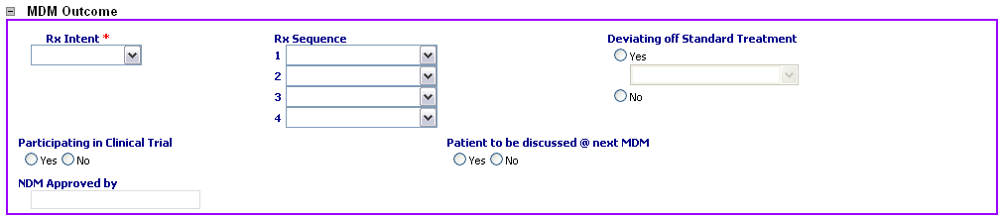 MDM Outcome
Rx Intent *
Rx Sequence
Deviating off Standard Treatment
1
Yes
2
3
No
4
Participating in Clinical Trial
Patient to be discussed @ next MDM
Yes No
Yes No
NDM Approved by